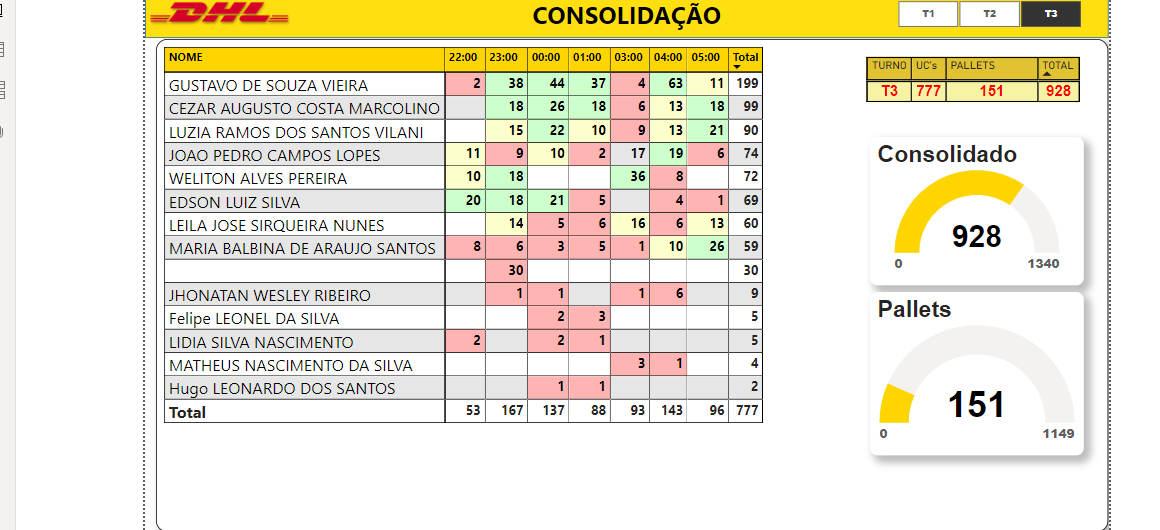 DHL CONSOLIDAÇÃO T1 T2 T3
NOME 22:00 23:00 00:00 01:00 03:00 04:00 05:00 Total
GUSTAVO DE SOUZA VIEIRA 2 38 44 37 4 63 11 199
CEZAR AUGUSTO COSTA MARCOLINO 18 26 18 6 13 18 99
LUZIA RAMOS DOS SANTOS VILANI 15 22 10 9 13 21 90
JOAO PEDRO CAMPOS LOPES 11 9 10 2 17 19 6 74
WELITON ALVES PEREIRA 10 18 36 8 72
EDSON LUIZ SILVA 20 18 21 5 4 1 69
LEILA JOSE SIRQUEIRA NUNES 14 5 6 16 6 13 60
MARIA BALBINA DE ARAUJO SANTOS 8 6 3 5 1 10 26 59
30 30
JHONATAN WESLEY RIBEIRO 1 1 1 6 9
Felipe LEONEL DA SILVA 2 3 5
LIDIA SILVA NASCIMENTO 2 2 1 5
MATHEUS NASCIMENTO DA SILVA 3 1 4
Hugo LEONARDO DOS SANTOS 1 1 2
Total 53 167 137 88 93 143 96 777
TURNO UC's PALLETS TOTAL
T3 777 151 928
Consolidado
928
0 1340
Pallets
151
0 1149